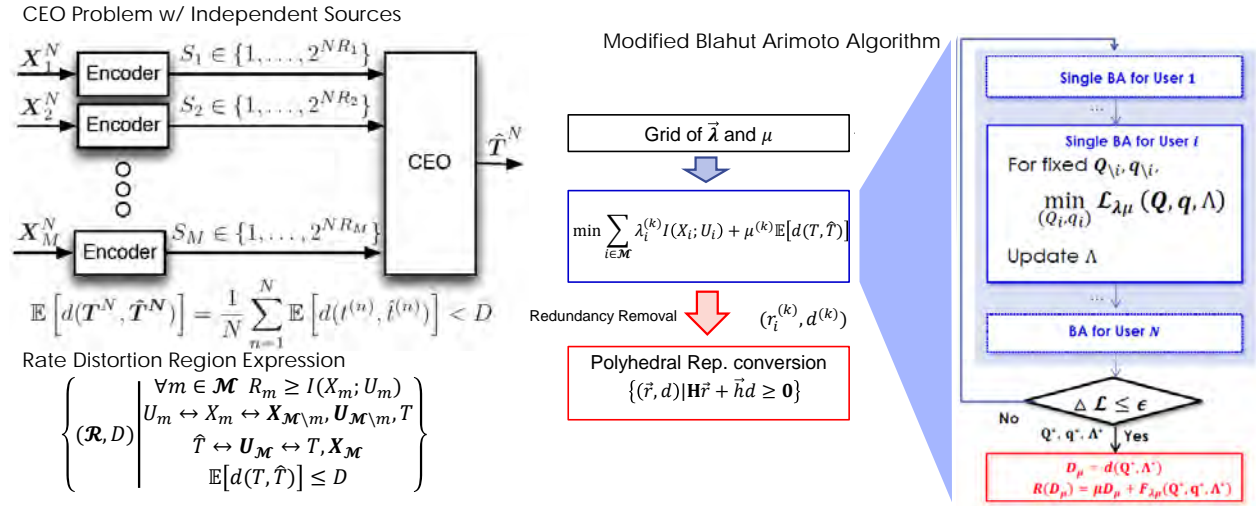 CEO Problem w/ Independent Sources
X_1^N Encoder S_1 ∈ {1, . . . , 2^{NR_1}}
X_2^N Encoder S_2 ∈ {1, . . . , 2^{NR_2}}
CEO T̂^N
X_M^N Encoder S_M ∈ {1, . . . , 2^{NR_M}}
𝔼 [d(T^N, T̂^N)] = 1/N ∑_{n=1}^{N} 𝔼 [d(t^{(n)}, t̂^{(n)})] < D
Rate Distortion Region Expression
(𝓡, D)
∀m ∈ 𝓜 R_m ≥ I(X_m; U_m)
U_m ↔ X_m ↔ X_{𝓜\m}, U_{𝓜\m}, T
T̂ ↔ U_𝓜 ↔ T, X_𝓜
𝔼[d(T, T̂)] ≤ D
Modified Blahut Arimoto Algorithm
Grid of λ⃗ and μ
min ∑_{i∈𝓜} λ_i^{(k)} I(X_i; U_i) + μ^{(k)} 𝔼[d(T, T̂)]
Redundancy Removal (r_i^{(k)}, d^{(k)})
Polyhedral Rep. conversion
{(r⃗, d)|Hr⃗ + h⃗d ≥ 0}
Single BA for User 1
...
Single BA for User i
For fixed Q_{\i}, q_{\i},
min_{(Q_i,q_i)} 𝓛_{λμ} (Q, q, Λ)
Update Λ
...
BA for User N
△ 𝓛 ≤ ϵ
No
Q*, q*, Λ* Yes
D_μ = d(Q*, Λ*)
R(D_μ) = μD_μ + F_{λμ}(Q*, q*, Λ*)